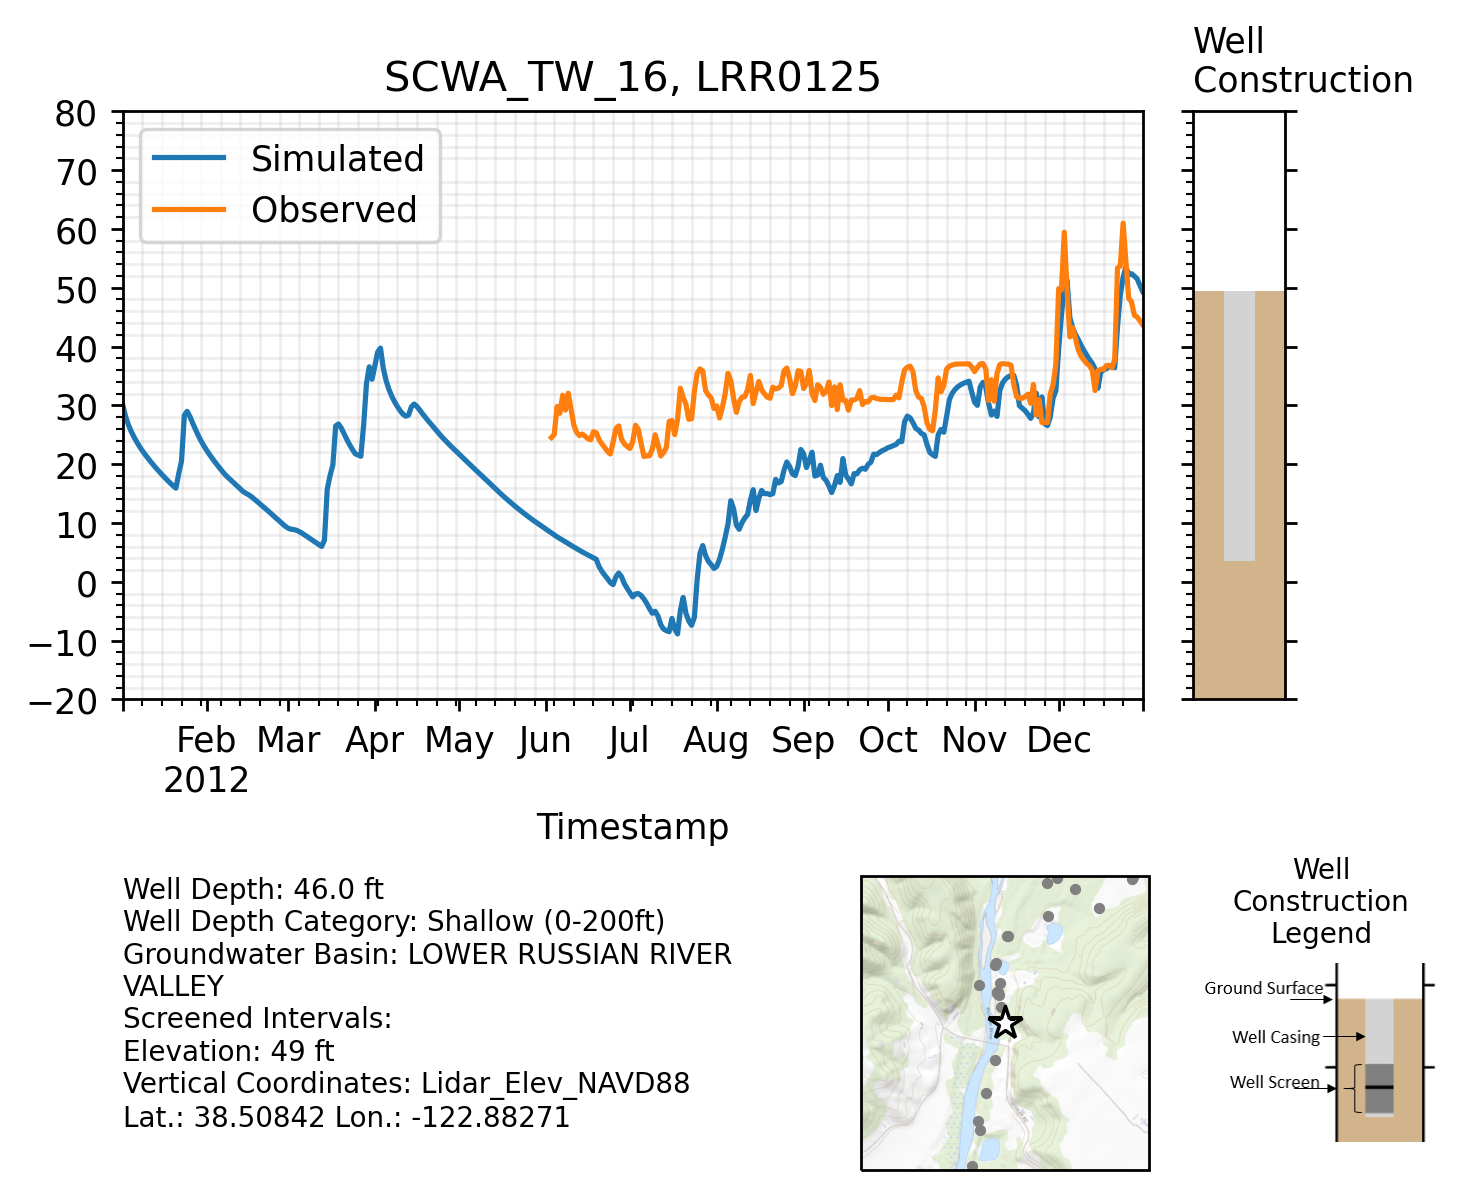 Well
Construction
SCWA_TW_16, LRR0125
80
70
60
50
40
30
20
10
0
−10
−20
Simulated
Observed
Feb Mar Apr May Jun Jul Aug Sep Oct Nov Dec
2012
Timestamp
Well Depth: 46.0 ft
Well Depth Category: Shallow (0-200ft)
Groundwater Basin: LOWER RUSSIAN RIVER
VALLEY
Screened Intervals:
Elevation: 49 ft
Vertical Coordinates: Lidar_Elev_NAVD88
Lat.: 38.50842 Lon.: -122.88271
Well
Construction
Legend
Ground Surface
Well Casing
Well Screen